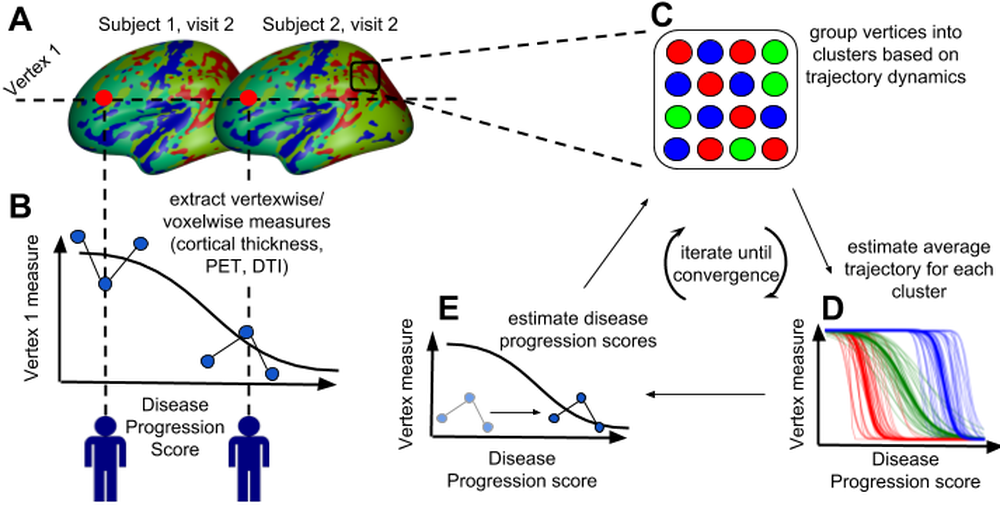 A
Subject 1, visit 2
Subject 2, visit 2
Vertex 1
C
group vertices into
clusters based on
trajectory dynamics
B
extract vertexwise/
voxelwise measures
(cortical thickness,
PET, DTI)
Vertex 1 measure
Disease
Progression
Score
iterate until
convergence
estimate average
trajectory for each
cluster
E
estimate disease
progression scores
Vertex measure
Disease
Progression score
D
Vertex measure
Disease
Progression score